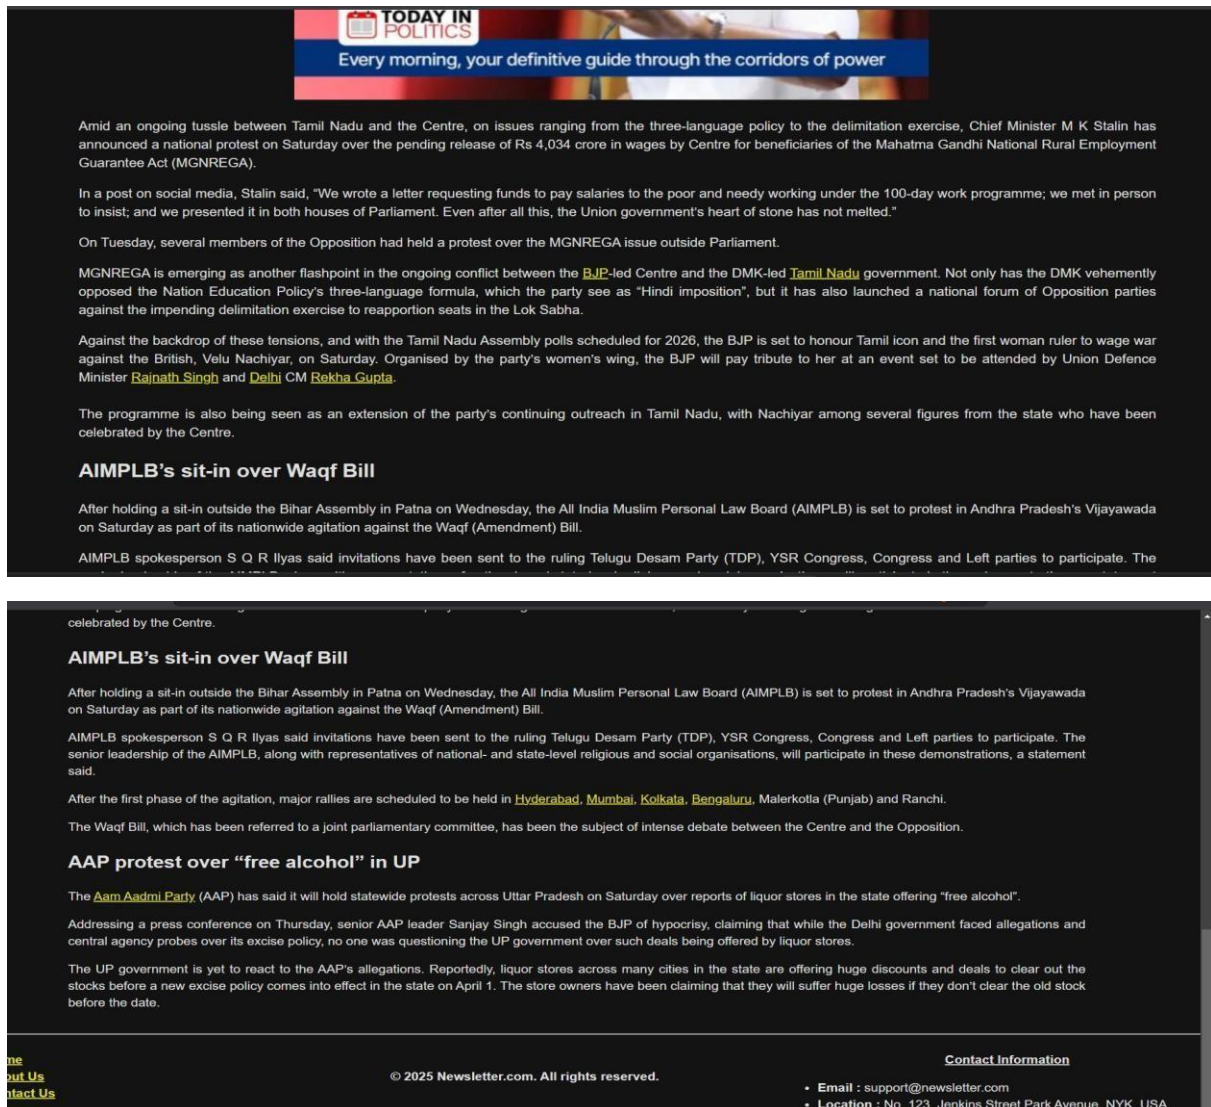 TODAY IN
POLITICS
Every morning, your definitive guide through the corridors of power
Amid an ongoing tussle between Tamil Nadu and the Centre, on issues ranging from the three-language policy to the delimitation exercise, Chief Minister M K Stalin has
announced a national protest on Saturday over the pending release of Rs 4,034 crore in wages by Centre for beneficiaries of the Mahatma Gandhi National Rural Employment
Guarantee Act (MGNREGA).
In a post on social media, Stalin said, “We wrote a letter requesting funds to pay salaries to the poor and needy working under the 100-day work programme; we met in person
to insist; and we presented it in both houses of Parliament. Even after all this, the Union government's heart of stone has not melted.”
On Tuesday, several members of the Opposition had held a protest over the MGNREGA issue outside Parliament.
MGNREGA is emerging as another flashpoint in the ongoing conflict between the BJP-led Centre and the DMK-led Tamil Nadu government. Not only has the DMK vehemently
opposed the Nation Education Policy's three-language formula, which the party see as “Hindi imposition”, but it has also launched a national forum of Opposition parties
against the impending delimitation exercise to reapportion seats in the Lok Sabha.
Against the backdrop of these tensions, and with the Tamil Nadu Assembly polls scheduled for 2026, the BJP is set to honour Tamil icon and the first woman ruler to wage war
against the British, Velu Nachiyar, on Saturday. Organised by the party's women's wing, the BJP will pay tribute to her at an event set to be attended by Union Defence
Minister Rajnath Singh and Delhi CM Rekha Gupta.
The programme is also being seen as an extension of the party's continuing outreach in Tamil Nadu, with Nachiyar among several figures from the state who have been
celebrated by the Centre.
AIMPLB’s sit-in over Waqf Bill
After holding a sit-in outside the Bihar Assembly in Patna on Wednesday, the All India Muslim Personal Law Board (AIMPLB) is set to protest in Andhra Pradesh's Vijayawada
on Saturday as part of its nationwide agitation against the Waqf (Amendment) Bill.
AIMPLB spokesperson S Q R Ilyas said invitations have been sent to the ruling Telugu Desam Party (TDP), YSR Congress, Congress and Left parties to participate. The
celebrated by the Centre.
AIMPLB’s sit-in over Waqf Bill
After holding a sit-in outside the Bihar Assembly in Patna on Wednesday, the All India Muslim Personal Law Board (AIMPLB) is set to protest in Andhra Pradesh's Vijayawada
on Saturday as part of its nationwide agitation against the Waqf (Amendment) Bill.
AIMPLB spokesperson S Q R Ilyas said invitations have been sent to the ruling Telugu Desam Party (TDP), YSR Congress, Congress and Left parties to participate. The
senior leadership of the AIMPLB, along with representatives of national- and state-level religious and social organisations, will participate in these demonstrations, a statement
said.
After the first phase of the agitation, major rallies are scheduled to be held in Hyderabad, Mumbai, Kolkata, Bengaluru, Malerkotla (Punjab) and Ranchi.
The Waqf Bill, which has been referred to a joint parliamentary committee, has been the subject of intense debate between the Centre and the Opposition.
AAP protest over “free alcohol” in UP
The Aam Aadmi Party (AAP) has said it will hold statewide protests across Uttar Pradesh on Saturday over reports of liquor stores in the state offering “free alcohol”.
Addressing a press conference on Thursday, senior AAP leader Sanjay Singh accused the BJP of hypocrisy, claiming that while the Delhi government faced allegations and
central agency probes over its excise policy, no one was questioning the UP government over such deals being offered by liquor stores.
The UP government is yet to react to the AAP's allegations. Reportedly, liquor stores across many cities in the state are offering huge discounts and deals to clear out the
stocks before a new excise policy comes into effect in the state on April 1. The store owners have been claiming that they will suffer huge losses if they don't clear the old stock
before the date.
me
out Us
ntact Us
© 2025 Newsletter.com. All rights reserved.
Contact Information
• Email : support@newsletter.com
• Location : No. 123, Jenkins Street Park Avenue, NYK, USA